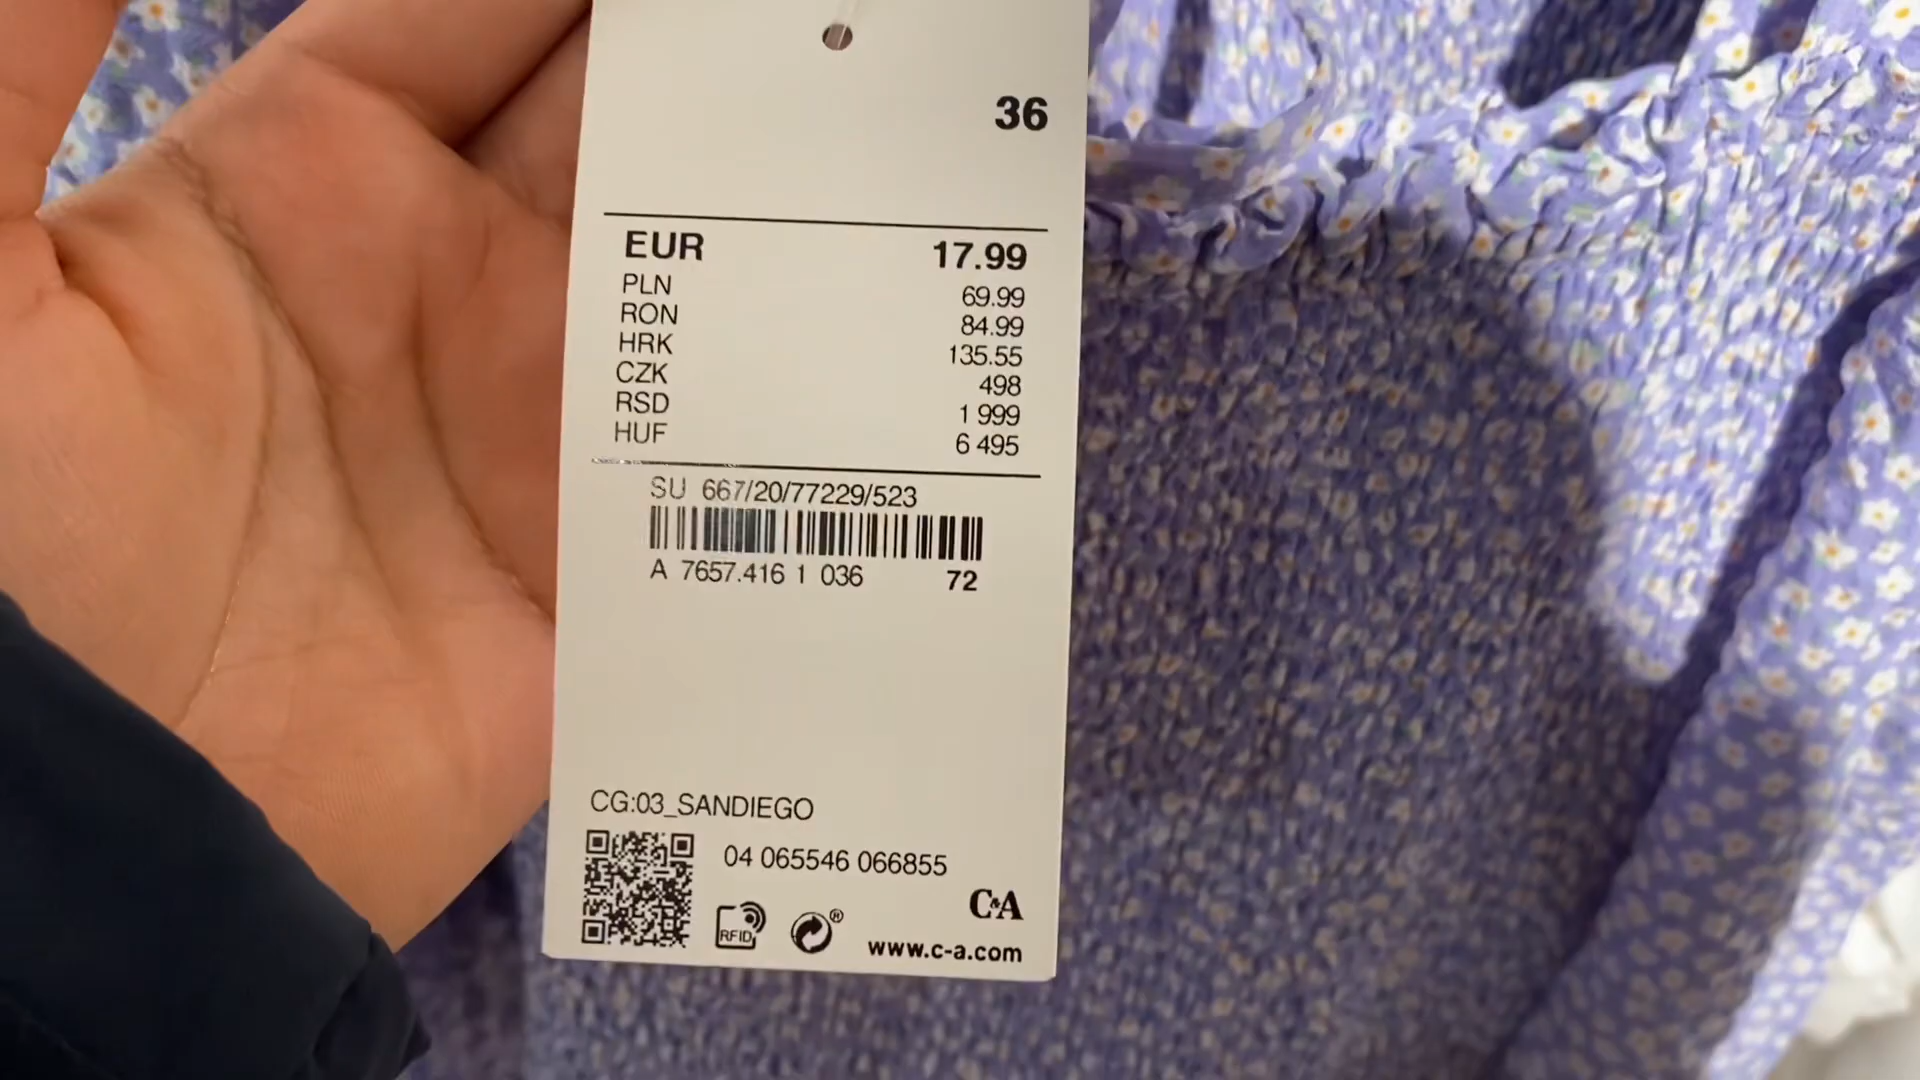 36
EUR 17.99
PLN 69.99
RON 84.99
HRK 135.55
CZK 498
RSD 1 999
HUF 6 495
SU 667/20/77229/523
A 7657.416 1 036 72
CG:03_SANDIEGO
04 065546 066855
RFID
®
C&A
www.c-a.com